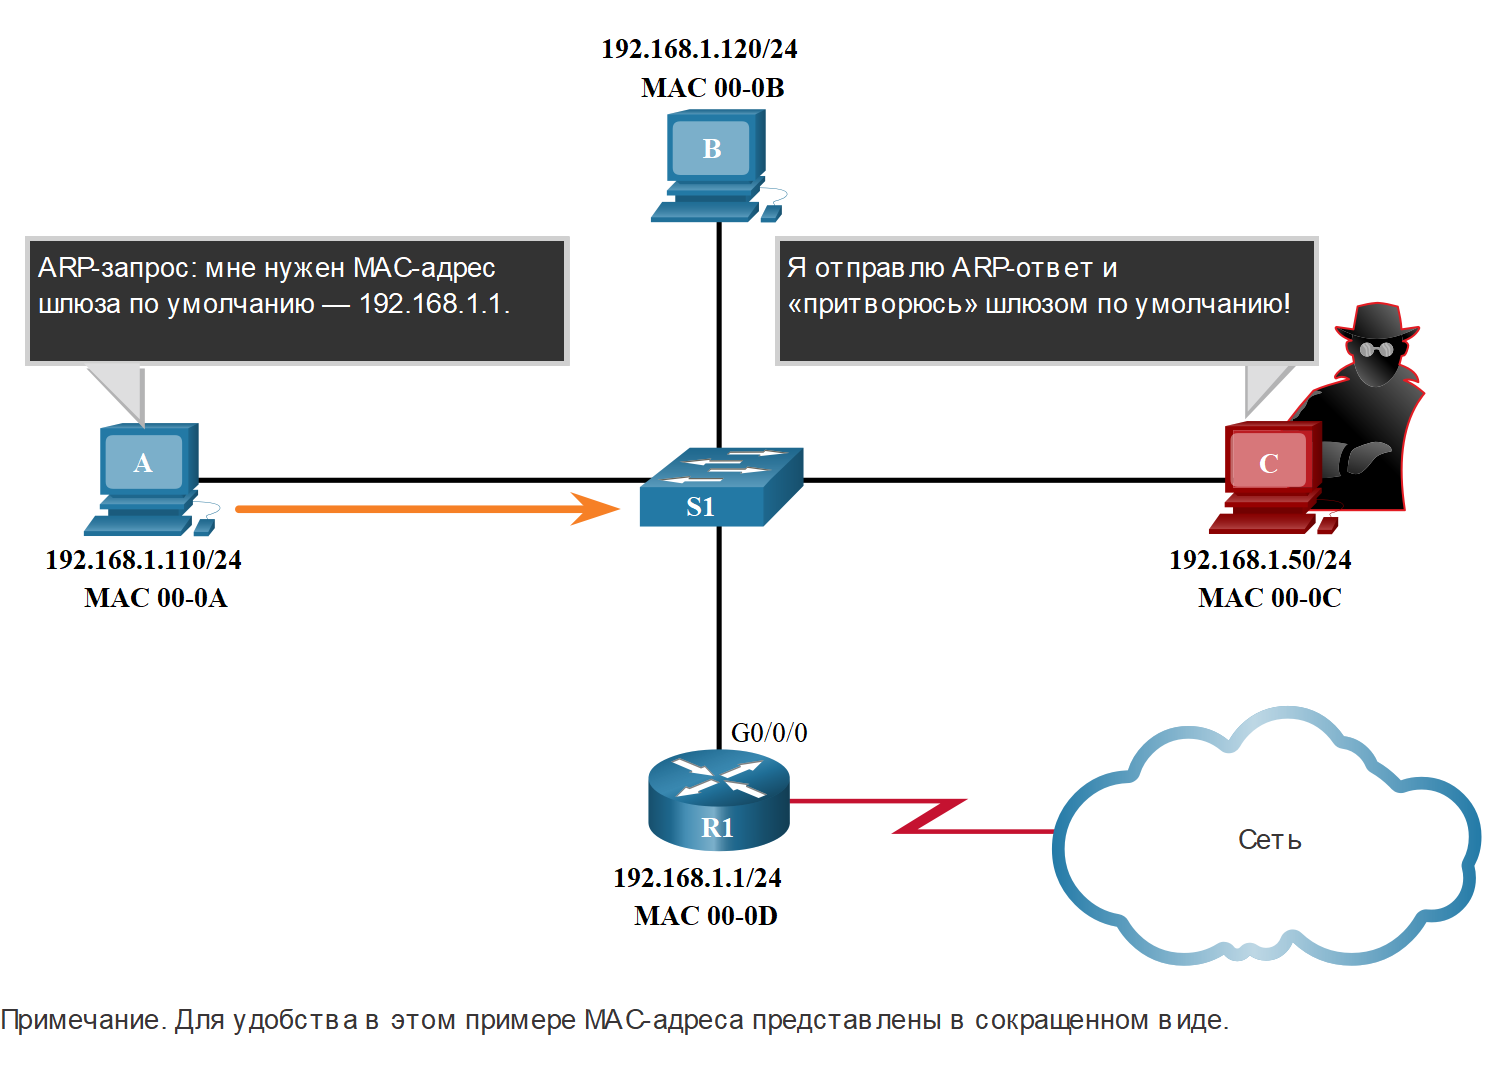 192.168.1.120/24
MAC 00-0B
B
ARP-запрос: мне нужен MAC-адрес
шлюза по умолчанию — 192.168.1.1.
Я отправлю ARP-ответ и
«притворюсь» шлюзом по умолчанию!
A
C
S1
192.168.1.110/24
MAC 00-0A
192.168.1.50/24
MAC 00-0C
G0/0/0
R1
Сеть
192.168.1.1/24
MAC 00-0D
Примечание. Для удобства в этом примере MAC-адреса представлены в сокращенном виде.